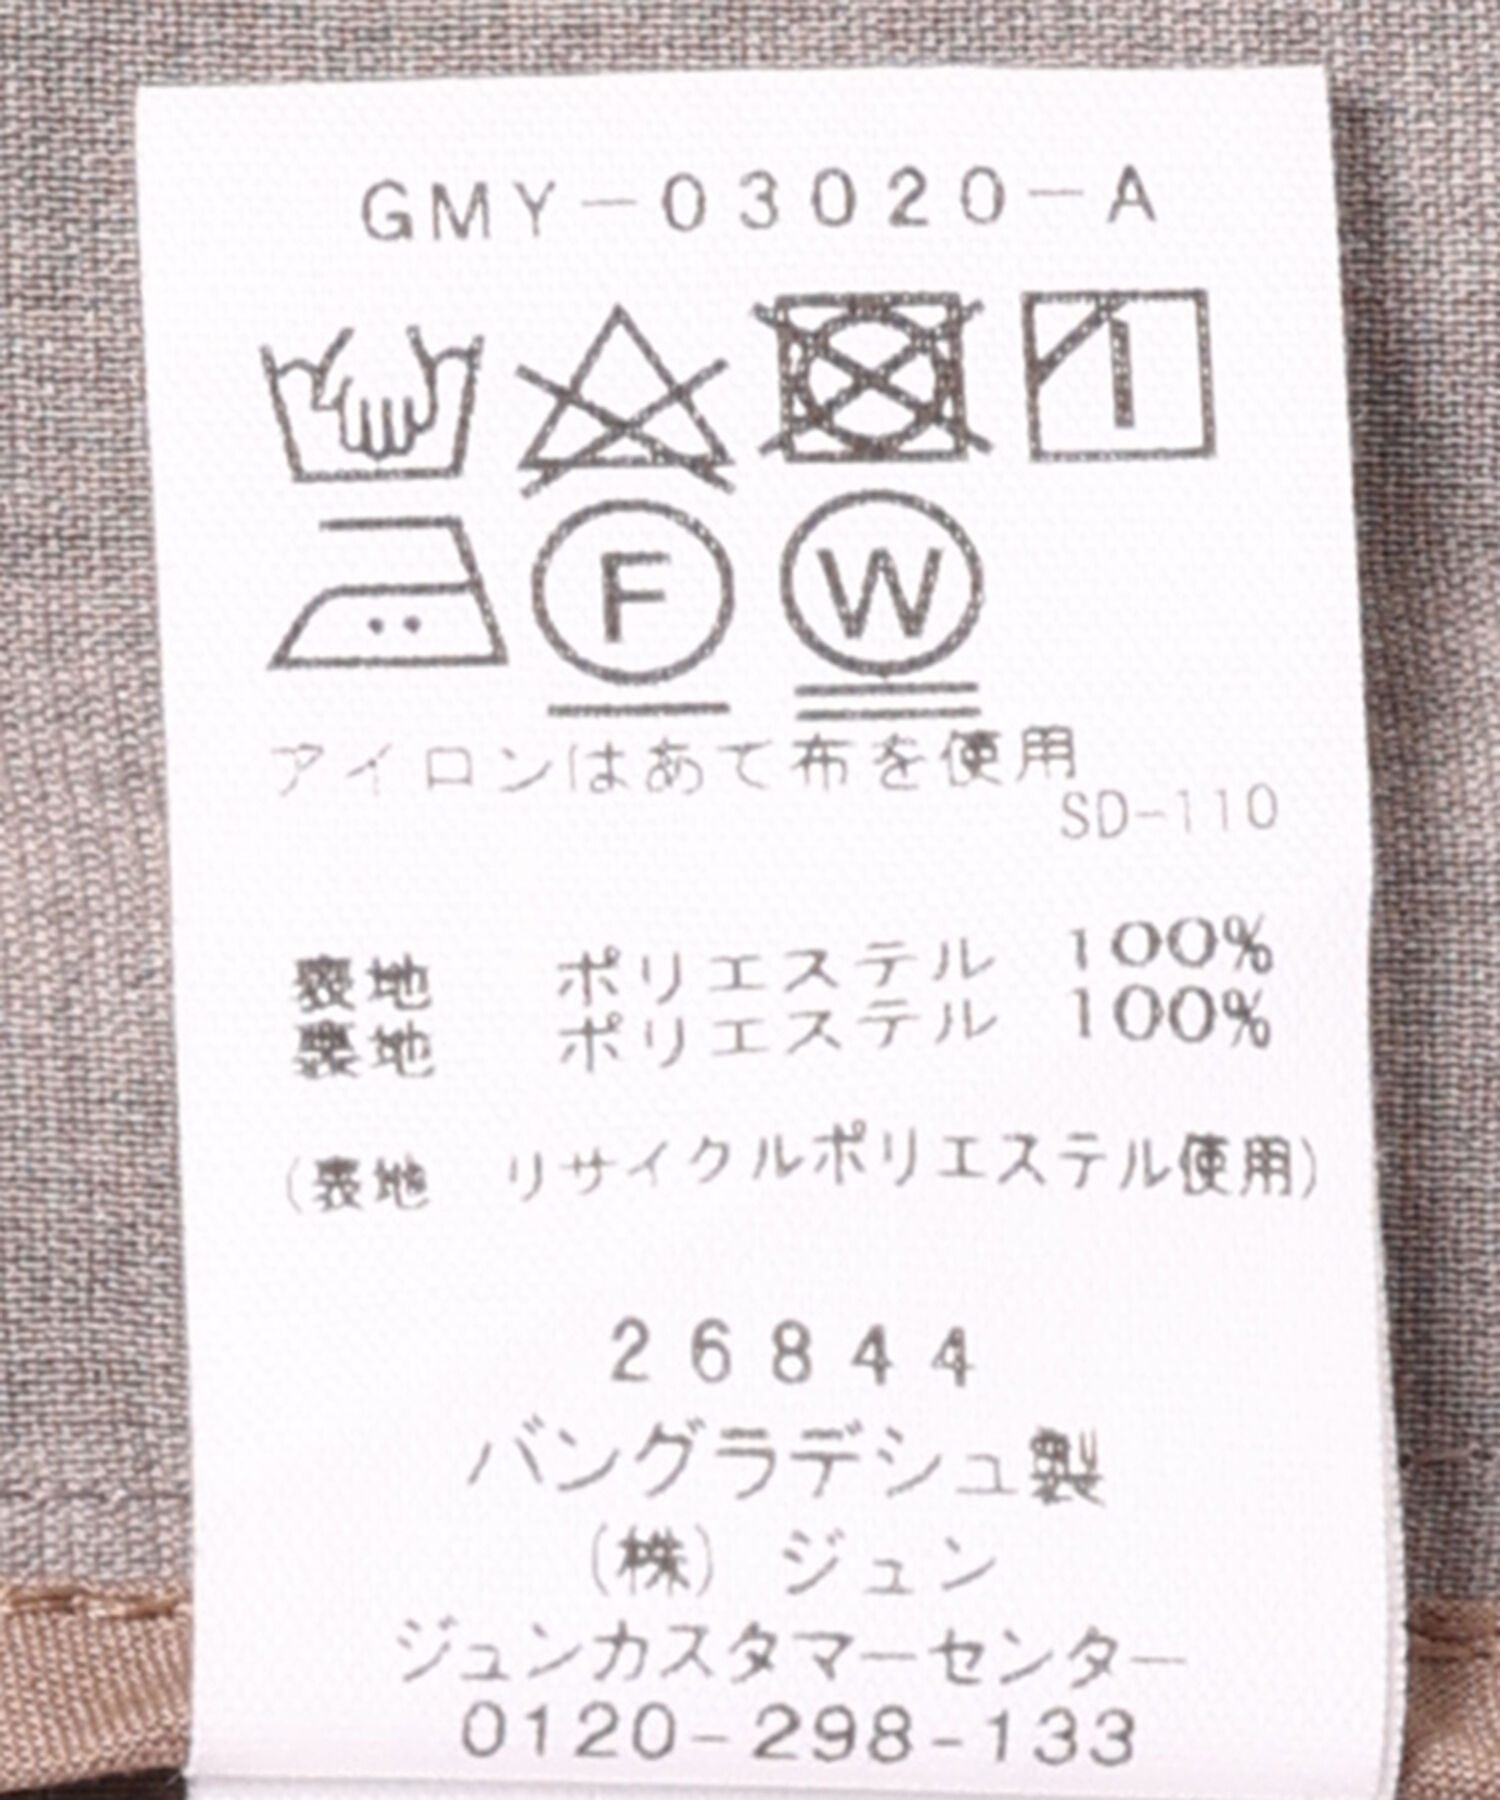 GMY-03020-A
F W
アイロンはあて布を使用
SD-110
表地 ポリエステル 100%
裏地 ポリエステル 100%
(表地 リサイクルポリエステル使用)
26844
バングラデシュ製
(株) ジュン
ジュンカスタマーセンター
0120-298-133